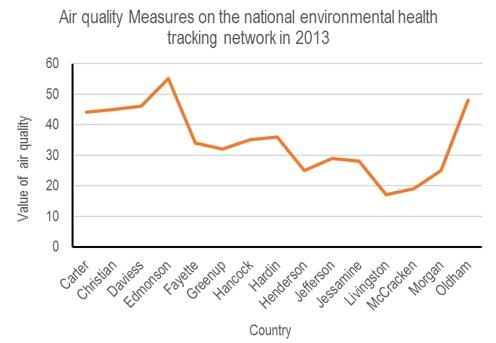 Air quality Measures on the national environmental health
tracking network in 2013
60
50
40
30
20
10
0
Value of air quality
Carter
Christian
Daviess
Edmonson
Fayette
Greenup
Hancock
Hardin
Henderson
Jefferson
Jessamine
Livingston
McCracken
Morgan
Oldham
Country